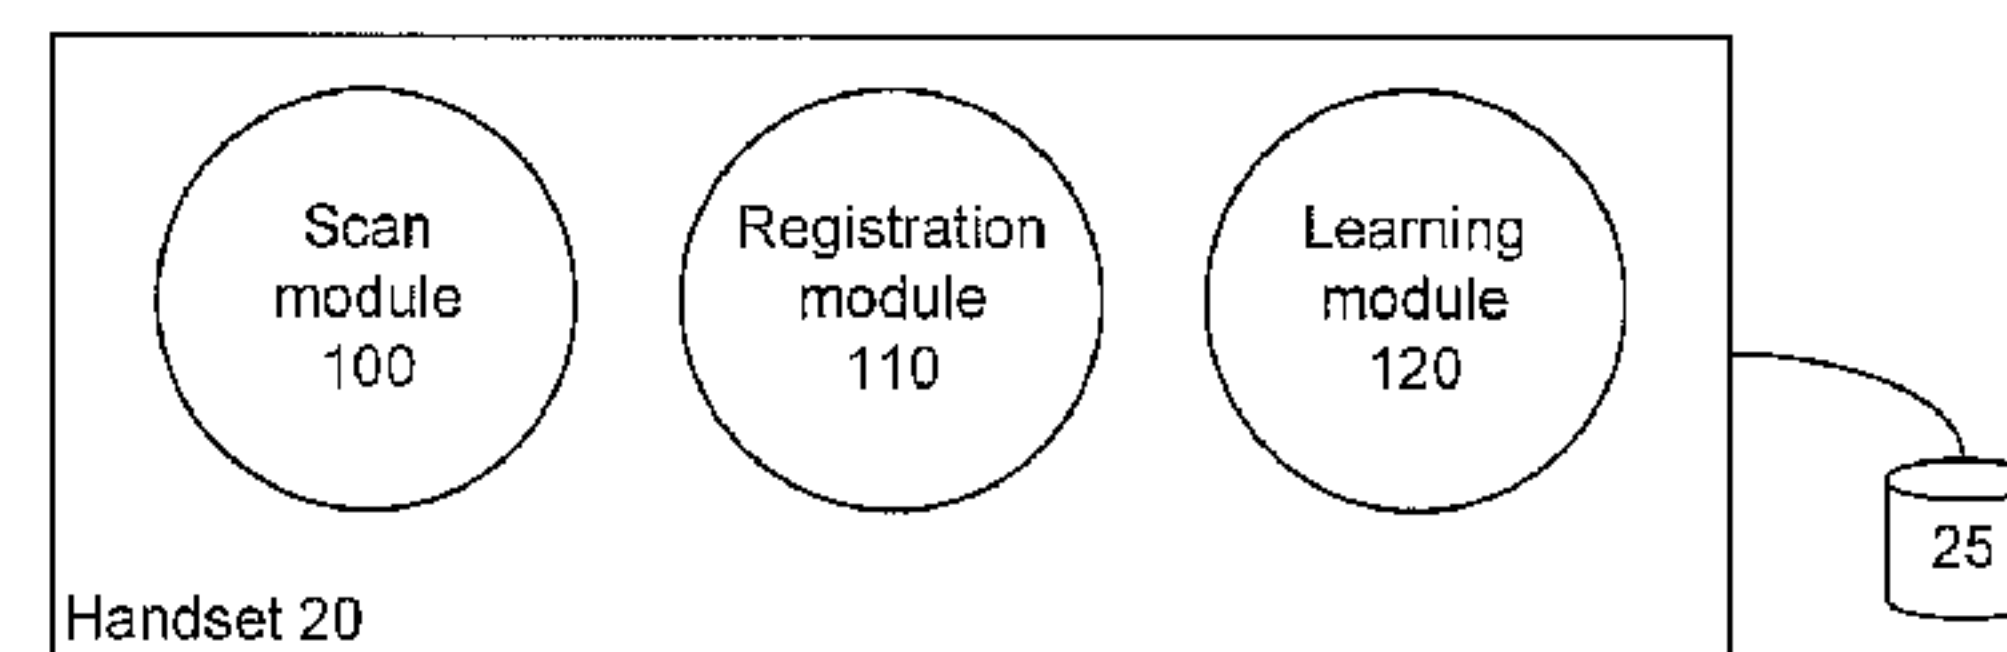 Scan
module
100
Registration
module
110
Learning
module
120
25
Handset 20